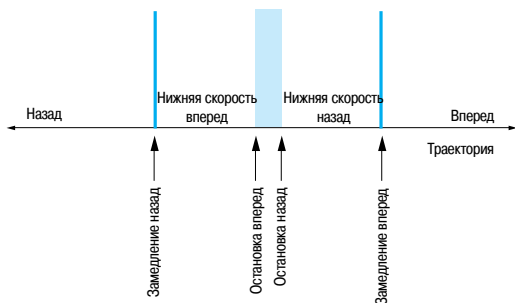 Нижняя скорость
вперед
Нижняя скорость
назад
Назад
Вперед
Траектория
Замедление назад
Остановка вперед
Остановка назад
Замедление вперед